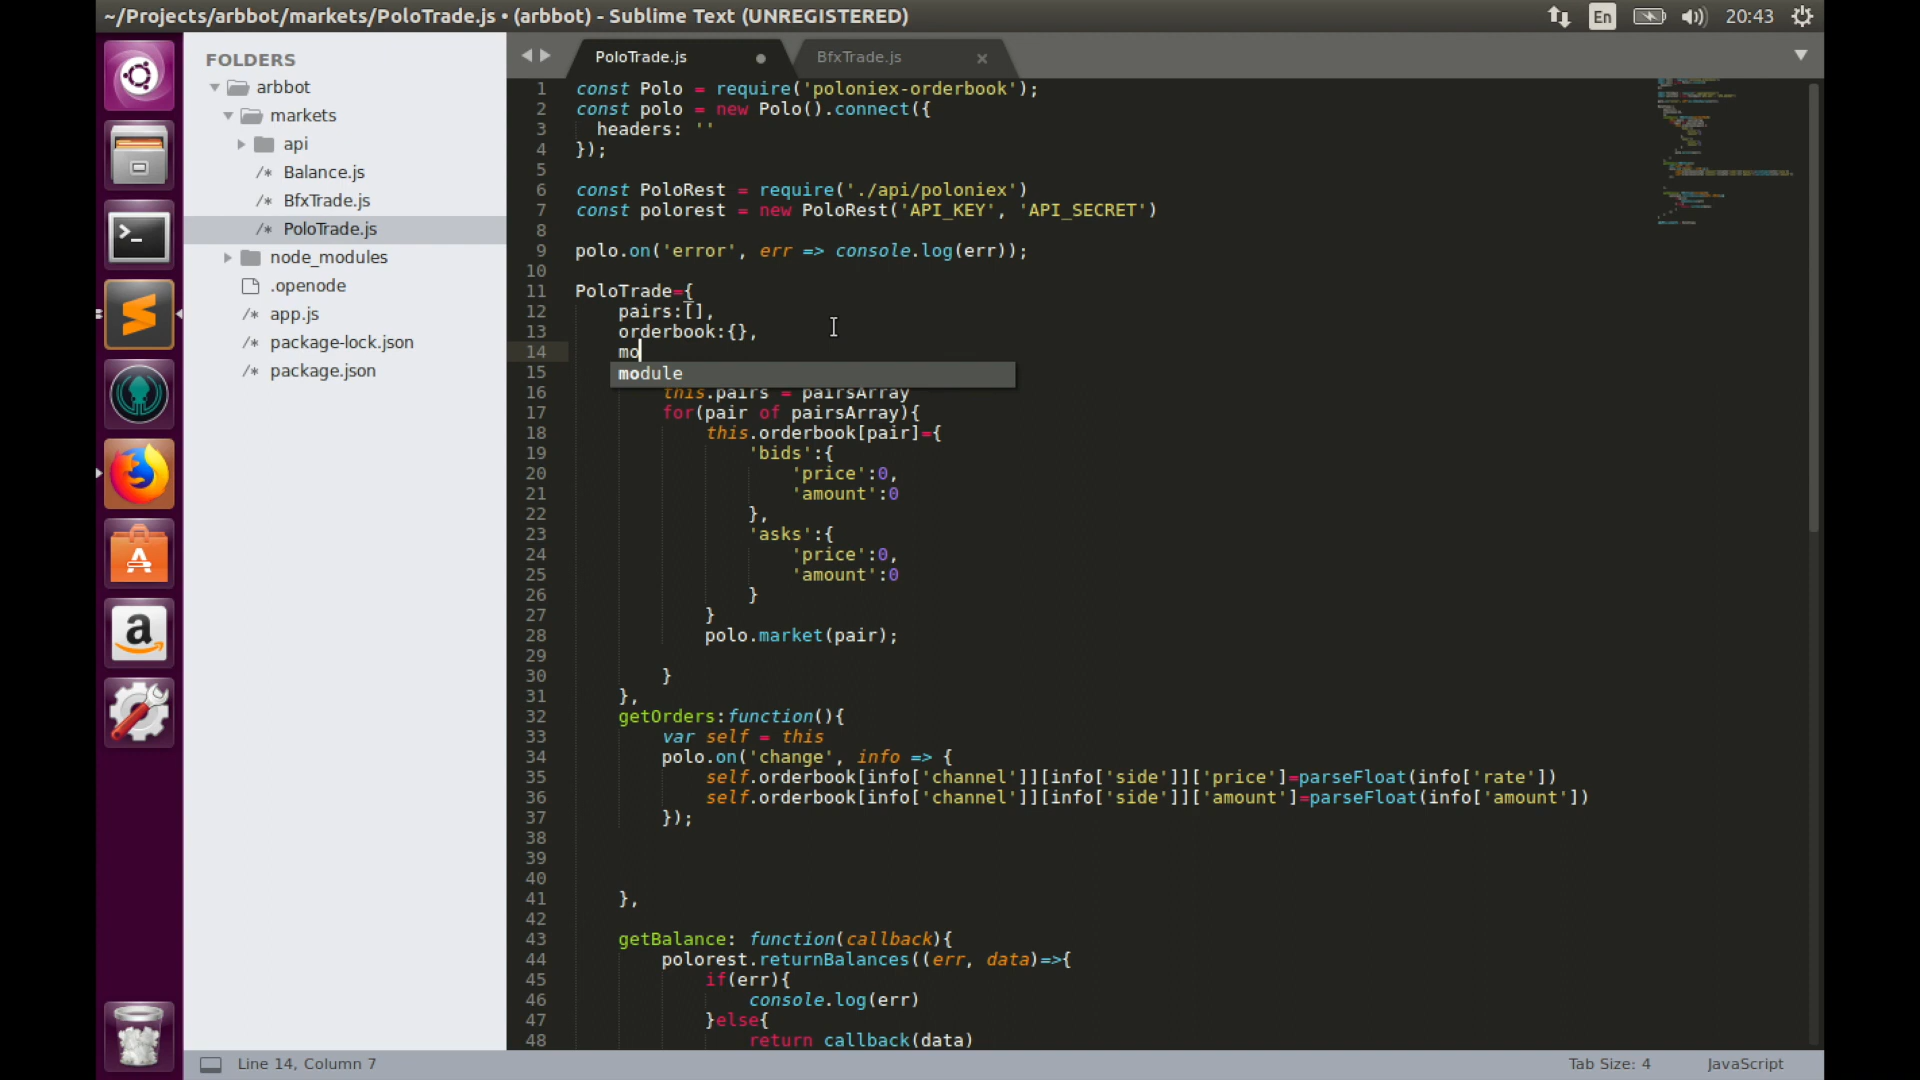 ~/Projects/arbbot/markets/PoloTrade.js • (arbbot) - Sublime Text (UNREGISTERED)
En
20:43
FOLDERS
arbbot
markets
api
/* Balance.js
/* BfxTrade.js
/* PoloTrade.js
node_modules
.openode
/* app.js
/* package-lock.json
/* package.json
PoloTrade.js
BfxTrade.js
1 const Polo = require('poloniex-orderbook');
2 const polo = new Polo().connect({
3 headers: ''
4 });
5
6 const PoloRest = require('./api/poloniex')
7 const polorest = new PoloRest('API_KEY', 'API_SECRET')
8
9 polo.on('error', err => console.log(err));
10
11 PoloTrade={
12 pairs:[],
13 orderbook:{},
14 mo
15 module
16 this.pairs = pairsArray
17 for(pair of pairsArray){
18 this.orderbook[pair]={
19 'bids':{
20 'price':0,
21 'amount':0
22 },
23 'asks':{
24 'price':0,
25 'amount':0
26 }
27 }
28 polo.market(pair);
29
30 }
31 },
32 getOrders:function(){
33 var self = this
34 polo.on('change', info => {
35 self.orderbook[info['channel']][info['side']]['price']=parseFloat(info['rate'])
36 self.orderbook[info['channel']][info['side']]['amount']=parseFloat(info['amount'])
37 });
38
39
40
41 },
42
43 getBalance: function(callback){
44 polorest.returnBalances((err, data)=>{
45 if(err){
46 console.log(err)
47 }else{
48 return callback(data)
Line 14, Column 7
Tab Size: 4
JavaScript